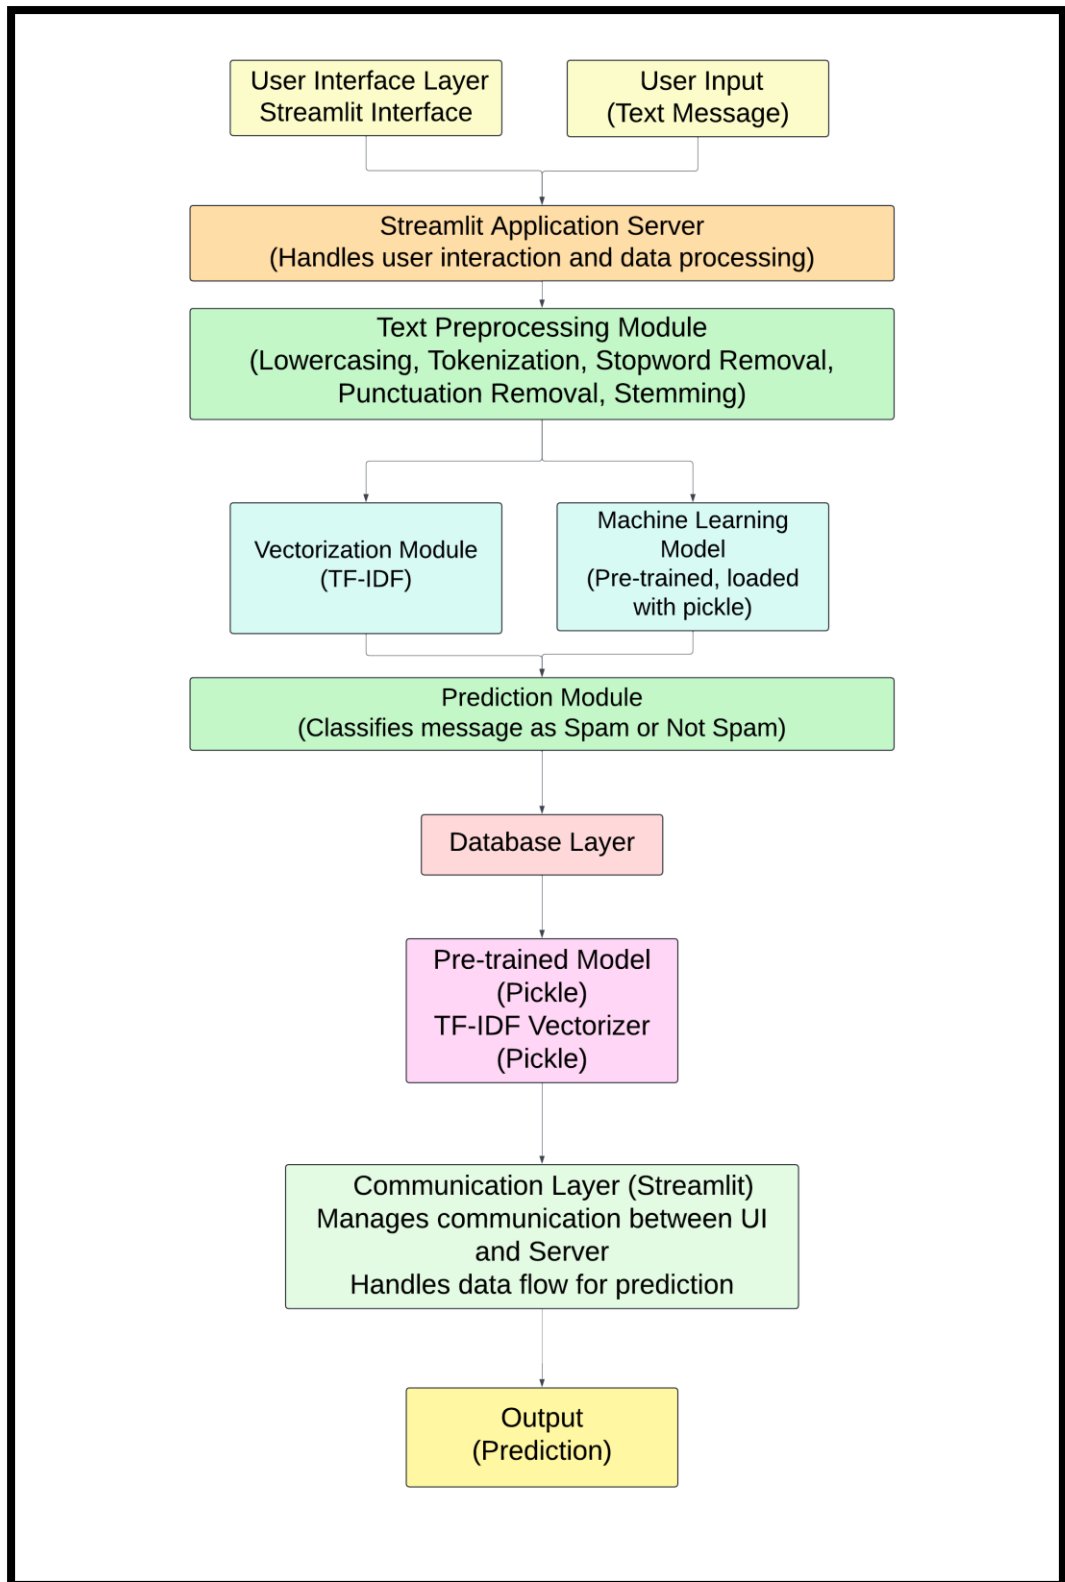 User Interface Layer
Streamlit Interface
User Input
(Text Message)
Streamlit Application Server
(Handles user interaction and data processing)
Text Preprocessing Module
(Lowercasing, Tokenization, Stopword Removal,
Punctuation Removal, Stemming)
Vectorization Module
(TF-IDF)
Machine Learning
Model
(Pre-trained, loaded
with pickle)
Prediction Module
(Classifies message as Spam or Not Spam)
Database Layer
Pre-trained Model
(Pickle)
TF-IDF Vectorizer
(Pickle)
Communication Layer (Streamlit)
Manages communication between UI
and Server
Handles data flow for prediction
Output
(Prediction)